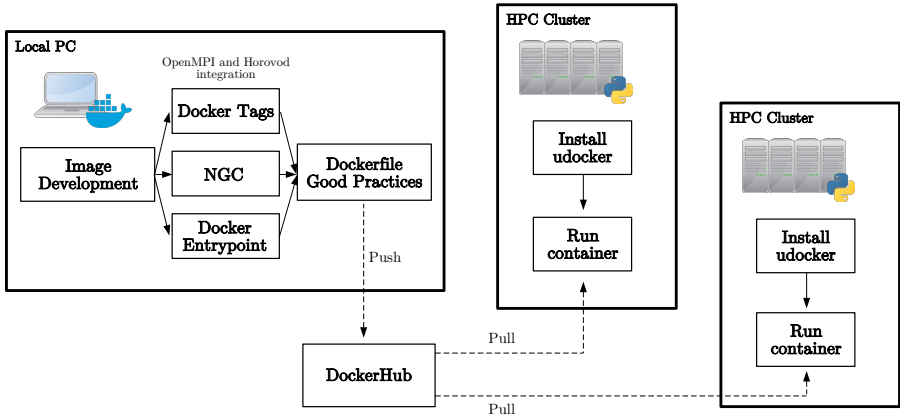 Local PC
OpenMPI and Horovod
integration
Docker Tags
Image
Development
NGC
Docker
Entrypoint
Dockerfile
Good Practices
Push
DockerHub
Pull
Pull
HPC Cluster
Install
udocker
Run
container
HPC Cluster
Install
udocker
Run
container